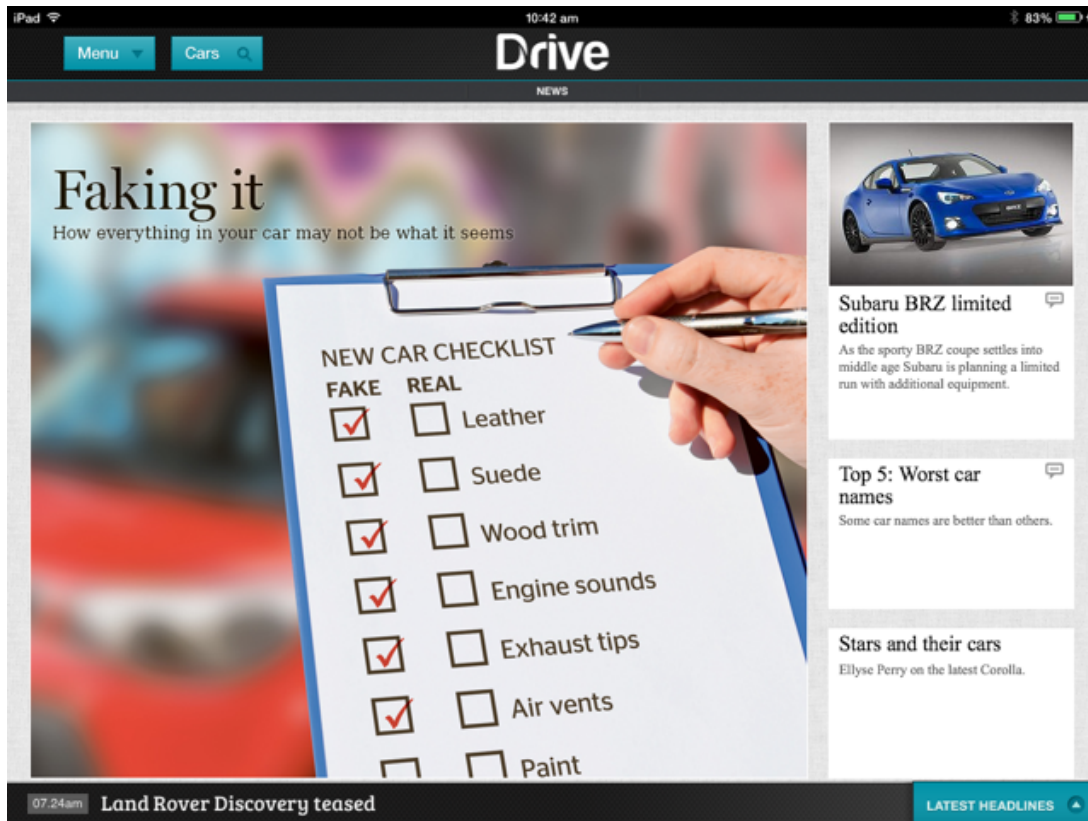 iPad
10:42 am
83%
Menu
Cars
Drive
NEWS
Faking it
How everything in your car may not be what it seems
NEW CAR CHECKLIST
FAKE REAL
Leather
Suede
Wood trim
Engine sounds
Exhaust tips
Air vents
Paint
BRZ
Subaru BRZ limited
edition
As the sporty BRZ coupe settles into
middle age Subaru is planning a limited
run with additional equipment.
Top 5: Worst car
names
Some car names are better than others.
Stars and their cars
Ellyse Perry on the latest Corolla.
07.24am Land Rover Discovery teased
LATEST HEADLINES